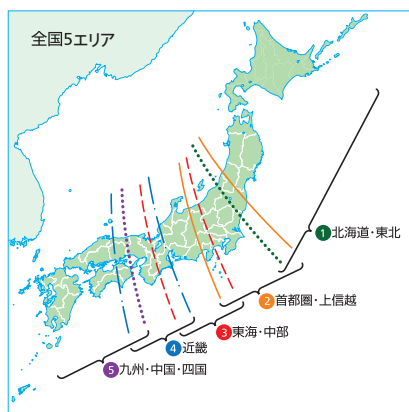 全国5エリア
1北海道・東北
2首都圏・上信越
3東海・中部
4近畿
5九州・中国・四国